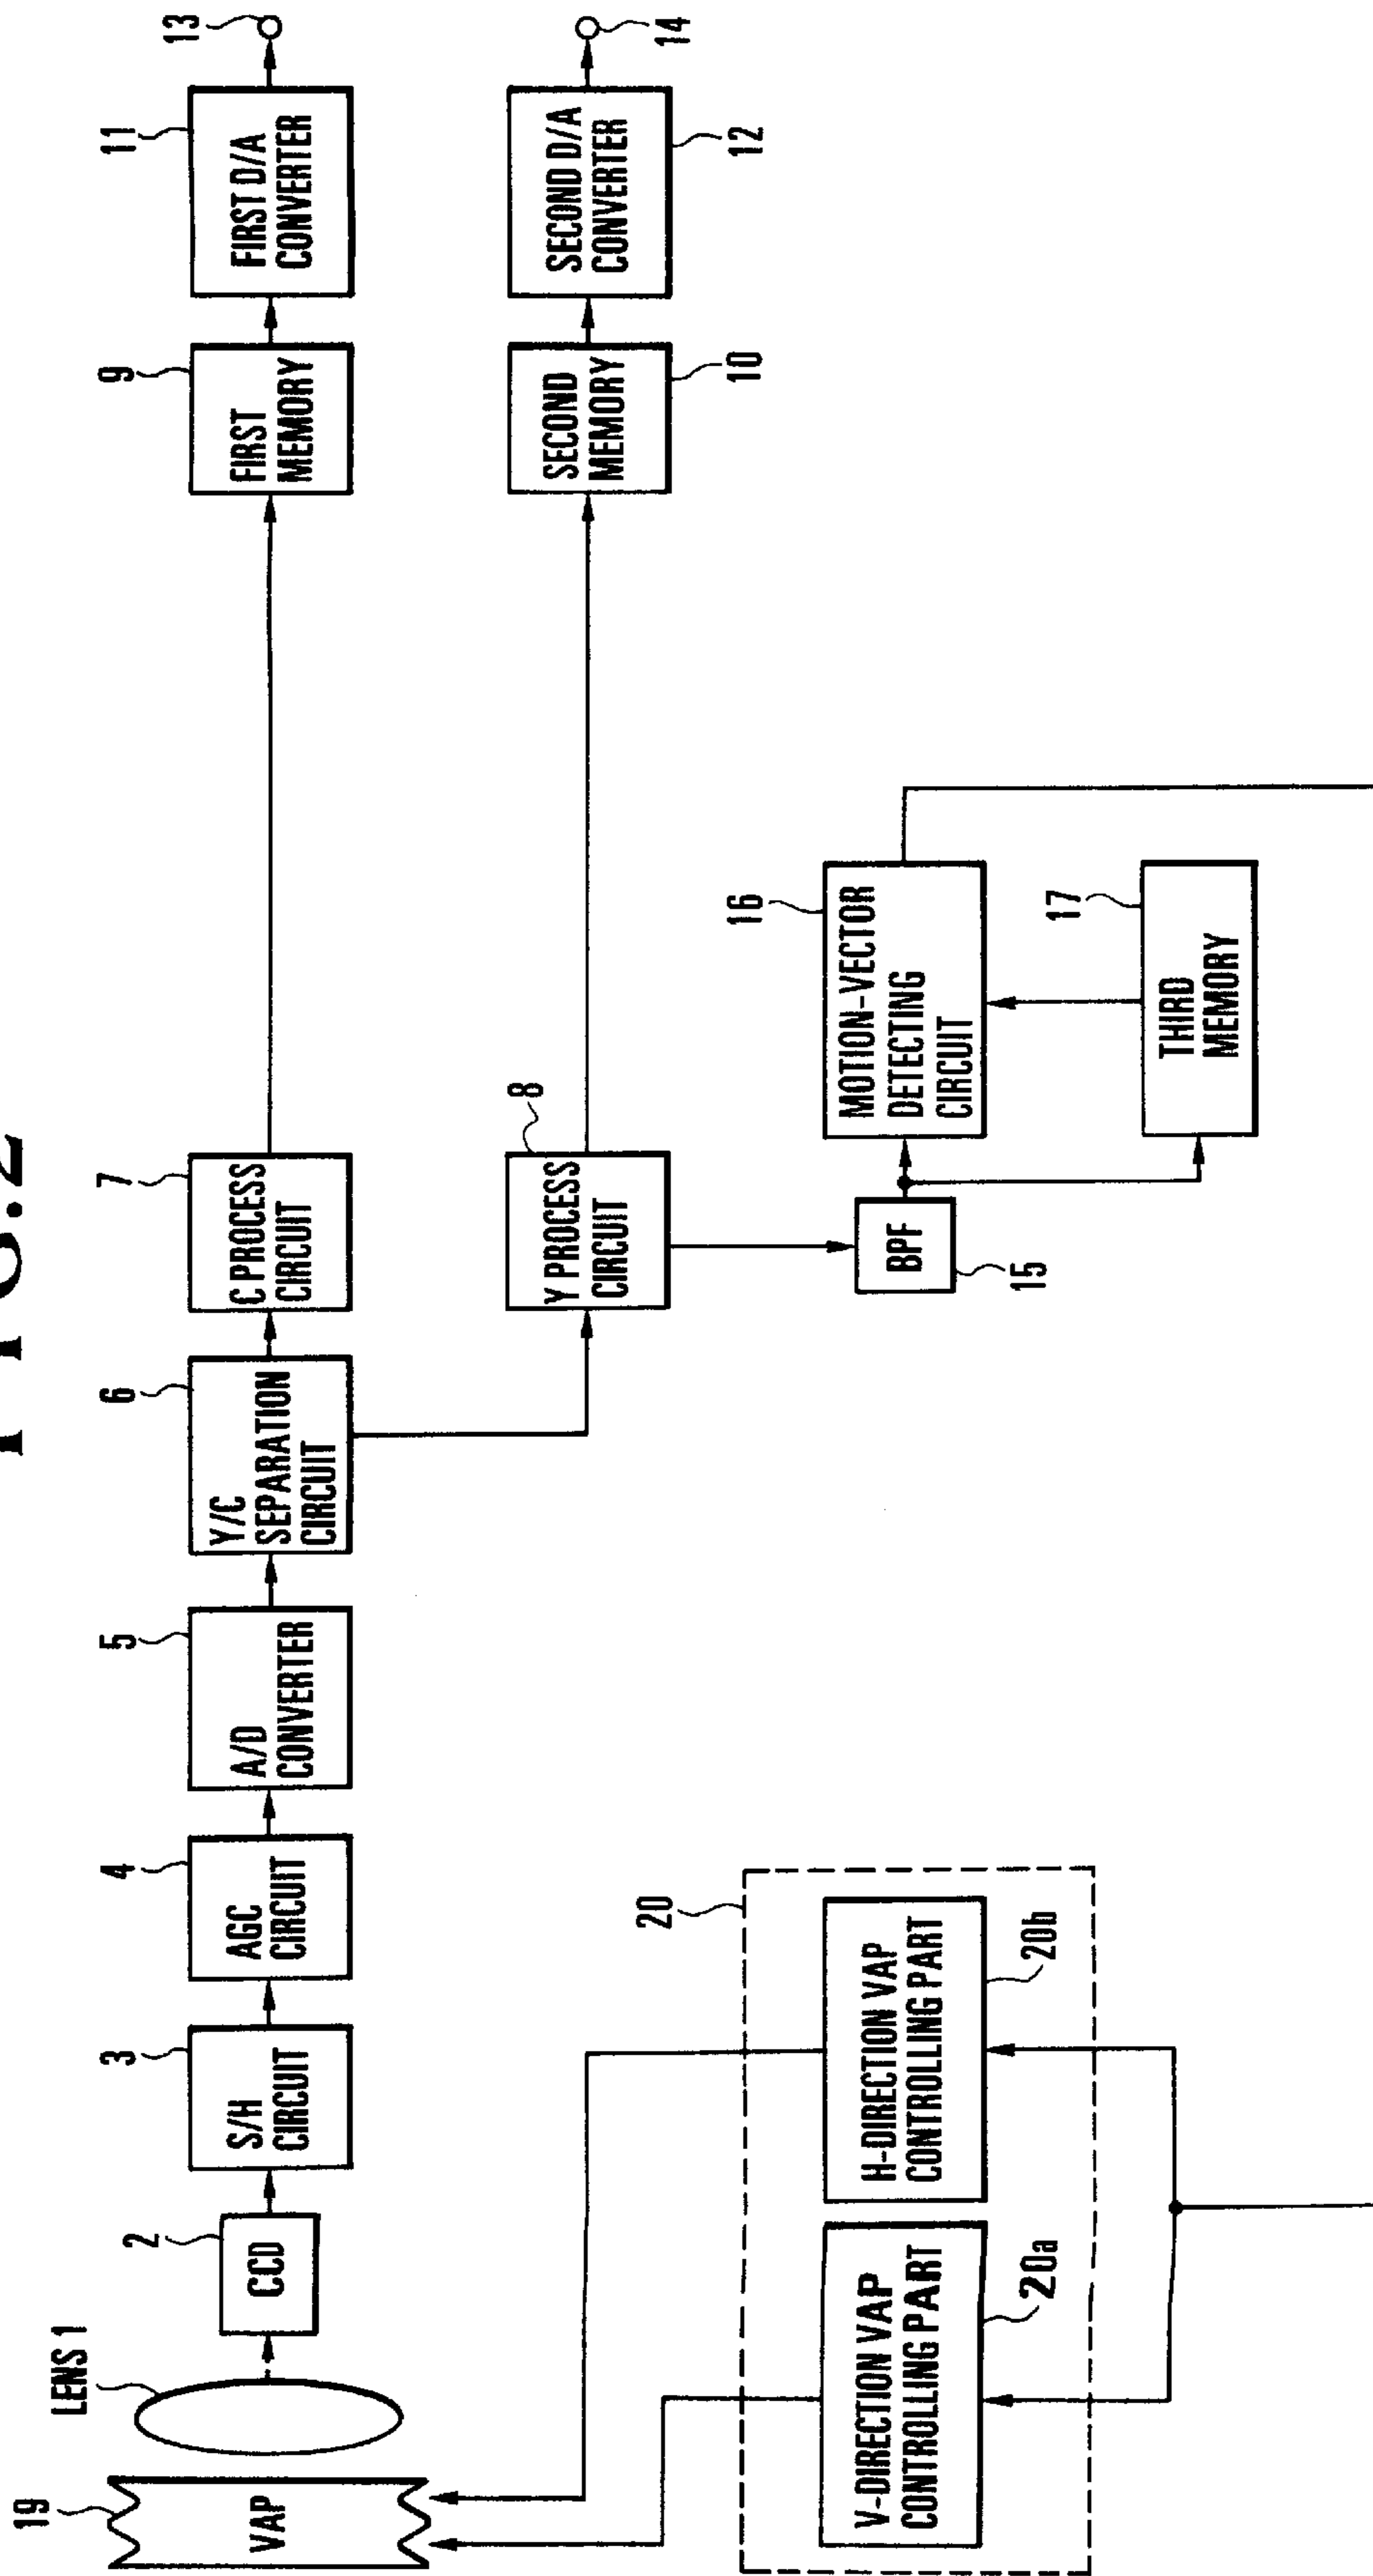 FIG.2
19
VAP
LENS 1
2
CCD
3
S/H
CIRCUIT
4
AGC
CIRCUIT
5
A/D
CONVERTER
6
Y/C
SEPARATION
CIRCUIT
7
C PROCESS
CIRCUIT
9
FIRST
MEMORY
11
FIRST D/A
CONVERTER
13
8
Y PROCESS
CIRCUIT
SECOND
MEMORY
10
SECOND D/A
CONVERTER
12
14
20
V-DIRECTION VAP
CONTROLLING PART
20a
H-DIRECTION VAP
CONTROLLING PART
20b
BPF
15
16
MOTION-VECTOR
DETECTING
CIRCUIT
17
THIRD
MEMORY